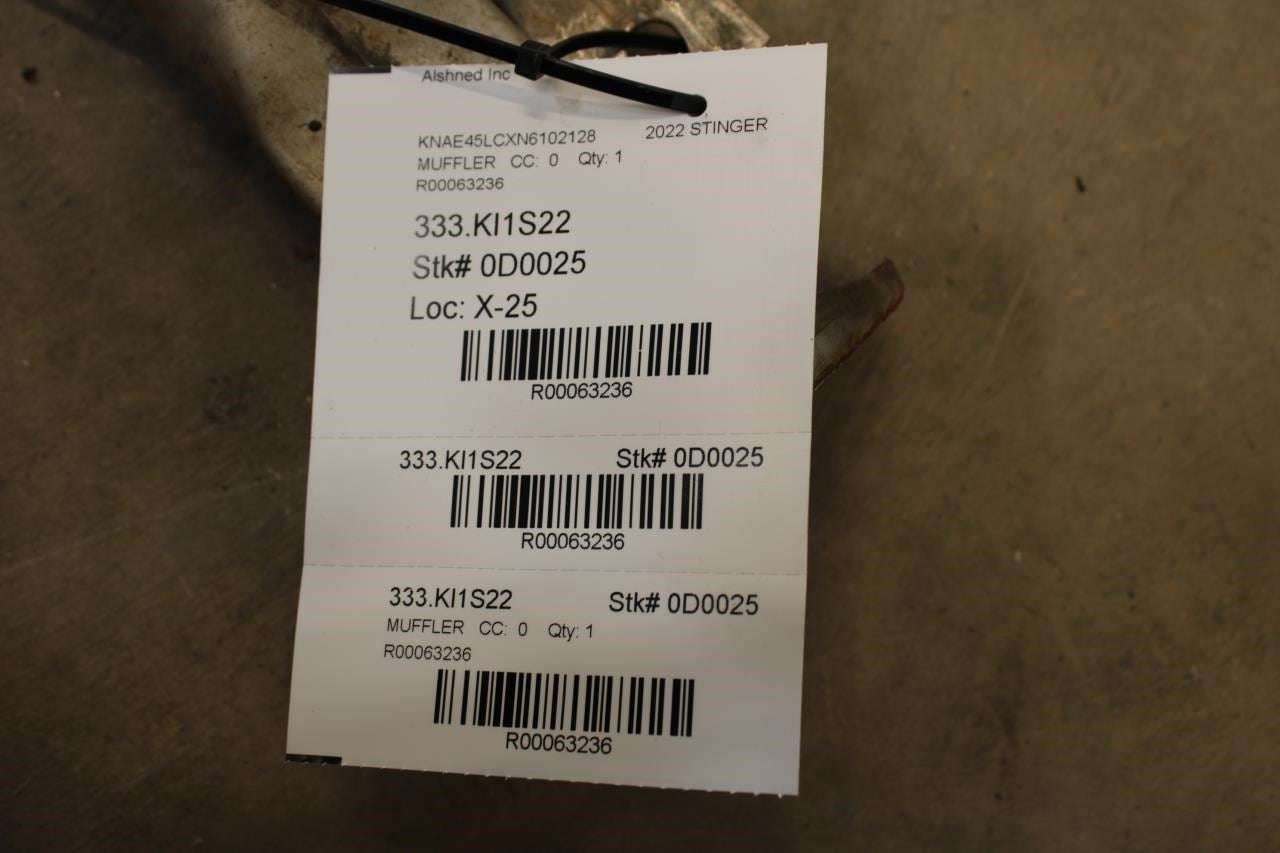 Alshned Inc
KNAE45LCXN6102128 2022 STINGER
MUFFLER CC: 0 Qty: 1
R00063236
333.KI1S22
Stk# 0D0025
Loc: X-25
R00063236
333.KI1S22 Stk# 0D0025
R00063236
333.KI1S22 Stk# 0D0025
MUFFLER CC: 0 Qty: 1
R00063236
R00063236